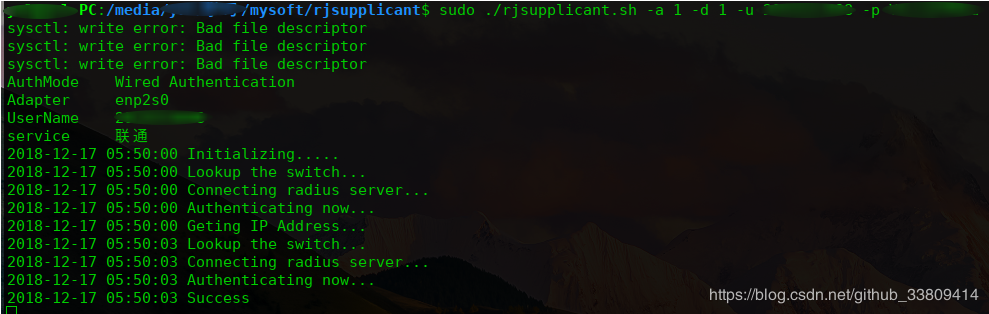 PC:/media/ /mysoft/rjsupplicant$ sudo ./rjsupplicant.sh -a 1 -d 1 -u -p
sysctl: write error: Bad file descriptor
sysctl: write error: Bad file descriptor
sysctl: write error: Bad file descriptor
AuthMode    Wired Authentication
Adapter     enp2s0
UserName
service     联通
2018-12-17 05:50:00 Initializing.....
2018-12-17 05:50:00 Lookup the switch...
2018-12-17 05:50:00 Connecting radius server...
2018-12-17 05:50:00 Authenticating now...
2018-12-17 05:50:00 Geting IP Address...
2018-12-17 05:50:03 Lookup the switch...
2018-12-17 05:50:03 Connecting radius server...
2018-12-17 05:50:03 Authenticating now...
2018-12-17 05:50:03 Success
https://blog.csdn.net/github_33809414